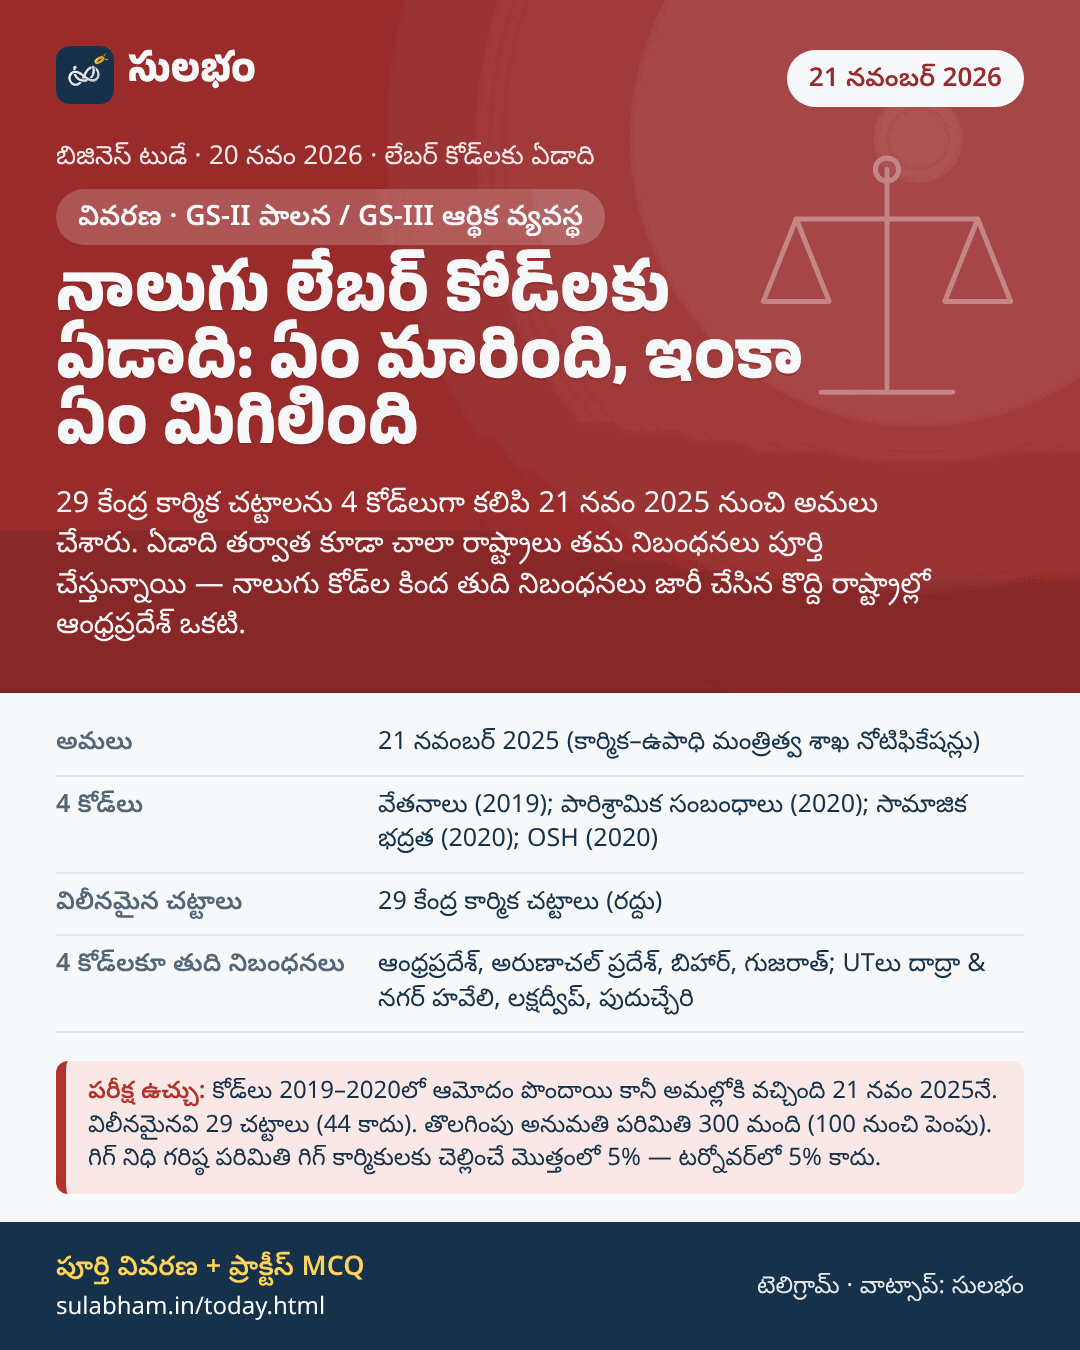 సులభం
21 నవంబర్ 2026
బిజినెస్ టుడే · 20 నవం 2026 · లేబర్ కోడ్‌లకు ఏడాది
వివరణ · GS-II పాలన / GS-III ఆర్థిక వ్యవస్థ
నాలుగు లేబర్ కోడ్‌లకు
ఏడాది: ఏం మారింది, ఇంకా
ఏం మిగిలింది
29 కేంద్ర కార్మిక చట్టాలను 4 కోడ్‌లుగా కలిపి 21 నవం 2025 నుంచి అమలు
చేశారు. ఏడాది తర్వాత కూడా చాలా రాష్ట్రాలు తమ నిబంధనలు పూర్తి
చేస్తున్నాయి — నాలుగు కోడ్‌ల కింద తుది నిబంధనలు జారీ చేసిన కొద్ది రాష్ట్రాల్లో
ఆంధ్రప్రదేశ్ ఒకటి.
అమలు
21 నవంబర్ 2025 (కార్మిక–ఉపాధి మంత్రిత్వ శాఖ నోటిఫికేషన్లు)
4 కోడ్‌లు
వేతనాలు (2019); పారిశ్రామిక సంబంధాలు (2020); సామాజిక
భద్రత (2020); OSH (2020)
విలీనమైన చట్టాలు
29 కేంద్ర కార్మిక చట్టాలు (రద్దు)
4 కోడ్‌లకూ తుది నిబంధనలు
ఆంధ్రప్రదేశ్, అరుణాచల్ ప్రదేశ్, బిహార్, గుజరాత్; UTలు దాద్రా &
నగర్ హవేలి, లక్షద్వీప్, పుదుచ్చేరి
పరీక్ష ఉచ్చు: కోడ్‌లు 2019–2020లో ఆమోదం పొందాయి కానీ అమల్లోకి వచ్చింది 21 నవం 2025నే.
విలీనమైనవి 29 చట్టాలు (44 కాదు). తొలగింపు అనుమతి పరిమితి 300 మంది (100 నుంచి పెంపు).
గిగ్ నిధి గరిష్ఠ పరిమితి గిగ్ కార్మికులకు చెల్లించే మొత్తంలో 5% — టర్నోవర్‌లో 5% కాదు.
పూర్తి వివరణ + ప్రాక్టీస్ MCQ
sulabham.in/today.html
టెలిగ్రామ్ · వాట్సాప్: సులభం